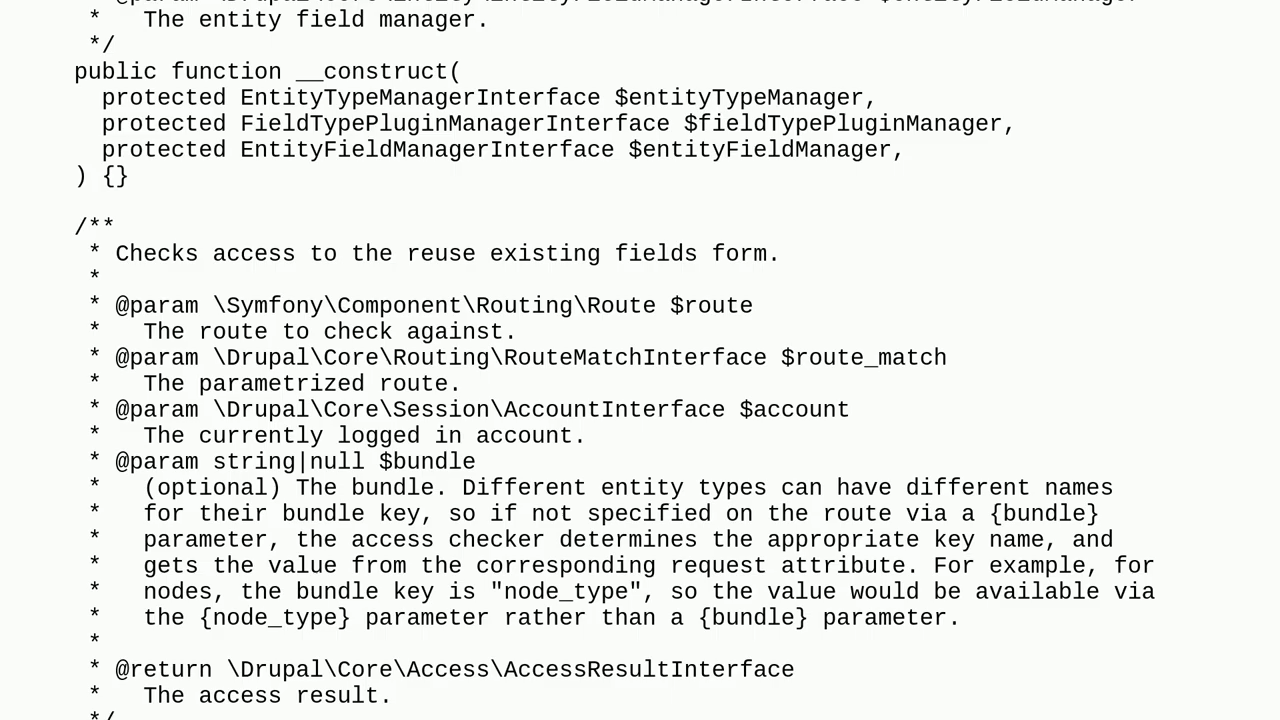 * @param \Drupal\Core\Entity\EntityFieldManagerInterface $entityFieldManager
*   The entity field manager.
*/
public function __construct(
  protected EntityTypeManagerInterface $entityTypeManager,
  protected FieldTypePluginManagerInterface $fieldTypePluginManager,
  protected EntityFieldManagerInterface $entityFieldManager,
) {}
/**
 * Checks access to the reuse existing fields form.
 *
 * @param \Symfony\Component\Routing\Route $route
 *   The route to check against.
 * @param \Drupal\Core\Routing\RouteMatchInterface $route_match
 *   The parametrized route.
 * @param \Drupal\Core\Session\AccountInterface $account
 *   The currently logged in account.
 * @param string|null $bundle
 *   (optional) The bundle. Different entity types can have different names
 *   for their bundle key, so if not specified on the route via a {bundle}
 *   parameter, the access checker determines the appropriate key name, and
 *   gets the value from the corresponding request attribute. For example, for
 *   nodes, the bundle key is "node_type", so the value would be available via
 *   the {node_type} parameter rather than a {bundle} parameter.
 *
 * @return \Drupal\Core\Access\AccessResultInterface
 *   The access result.
 */